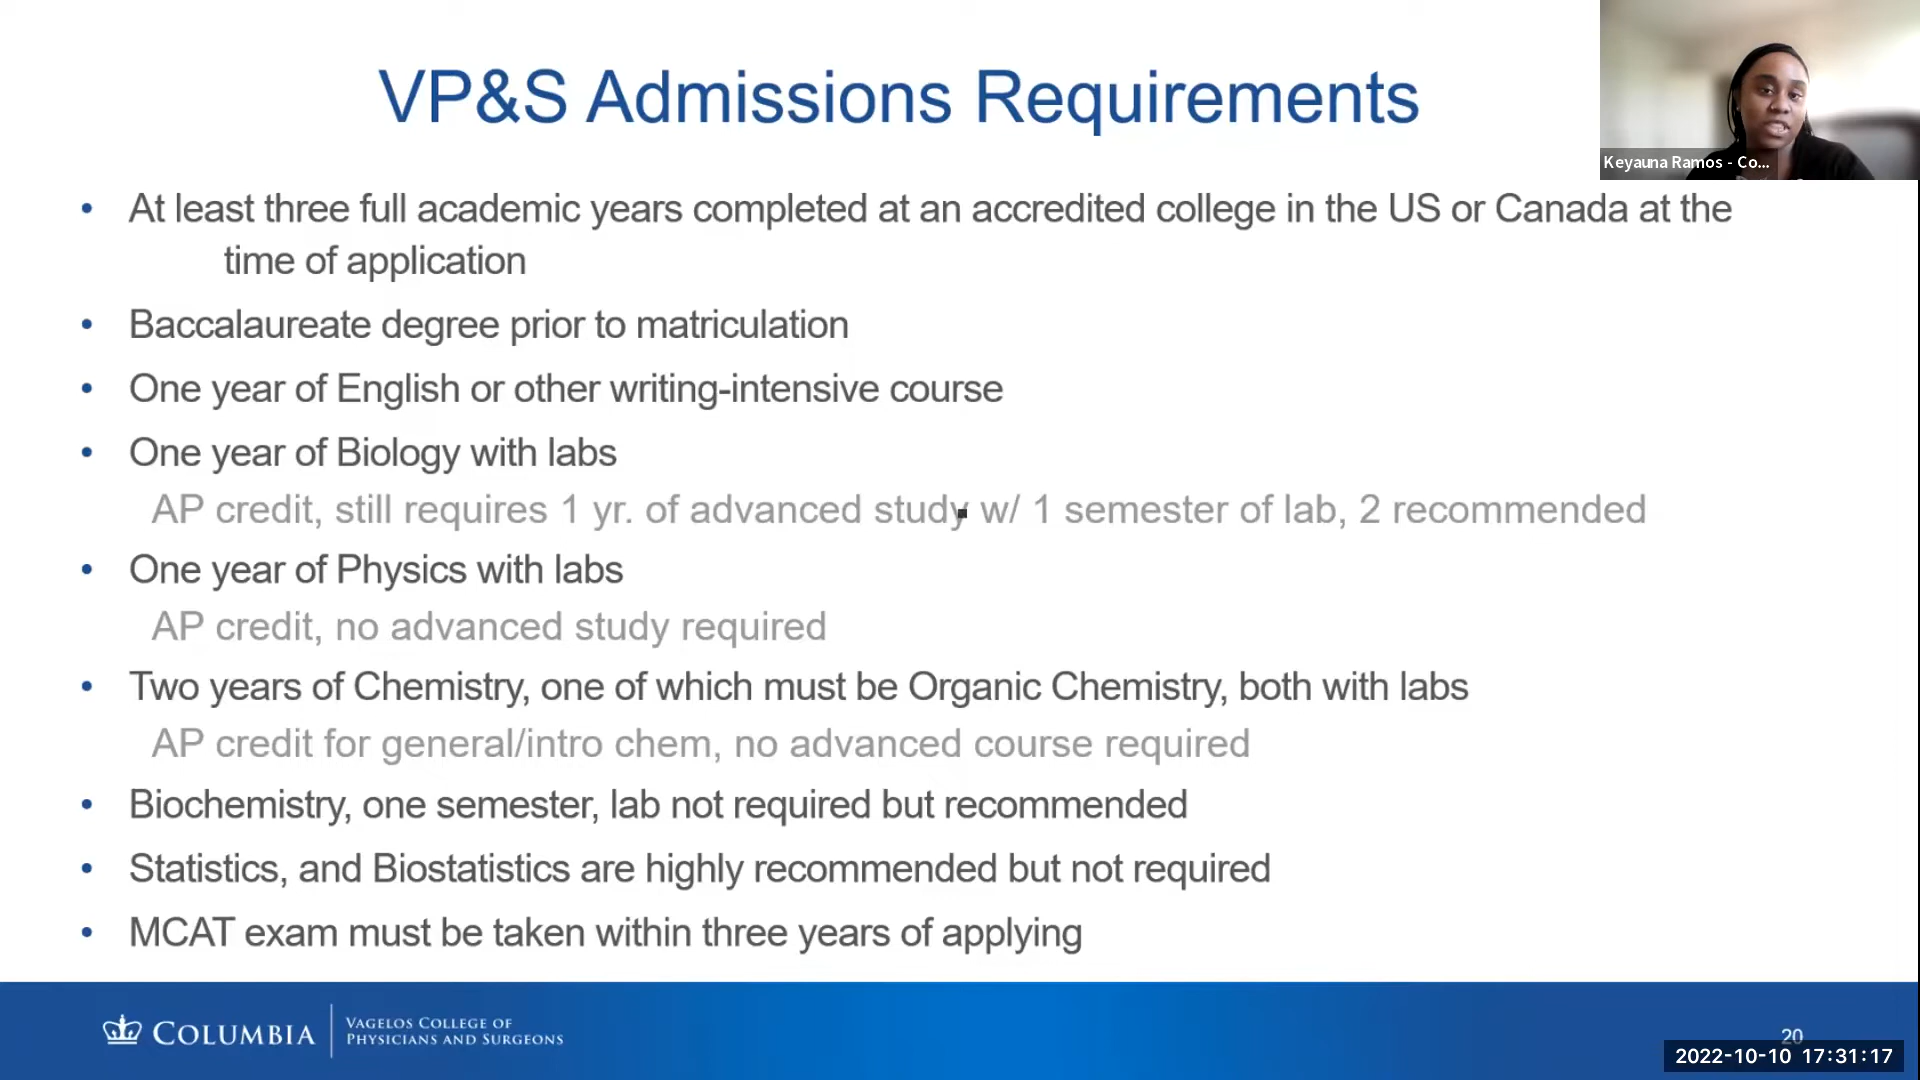 VP&S Admissions Requirements
Keyauna Ramos - Co...
• At least three full academic years completed at an accredited college in the US or Canada at the
time of application
• Baccalaureate degree prior to matriculation
• One year of English or other writing-intensive course
• One year of Biology with labs
AP credit, still requires 1 yr. of advanced study w/ 1 semester of lab, 2 recommended
• One year of Physics with labs
AP credit, no advanced study required
• Two years of Chemistry, one of which must be Organic Chemistry, both with labs
AP credit for general/intro chem, no advanced course required
• Biochemistry, one semester, lab not required but recommended
• Statistics, and Biostatistics are highly recommended but not required
• MCAT exam must be taken within three years of applying
COLUMBIA
VAGELOS COLLEGE OF
PHYSICIANS AND SURGEONS
20
2022-10-10 17:31:17